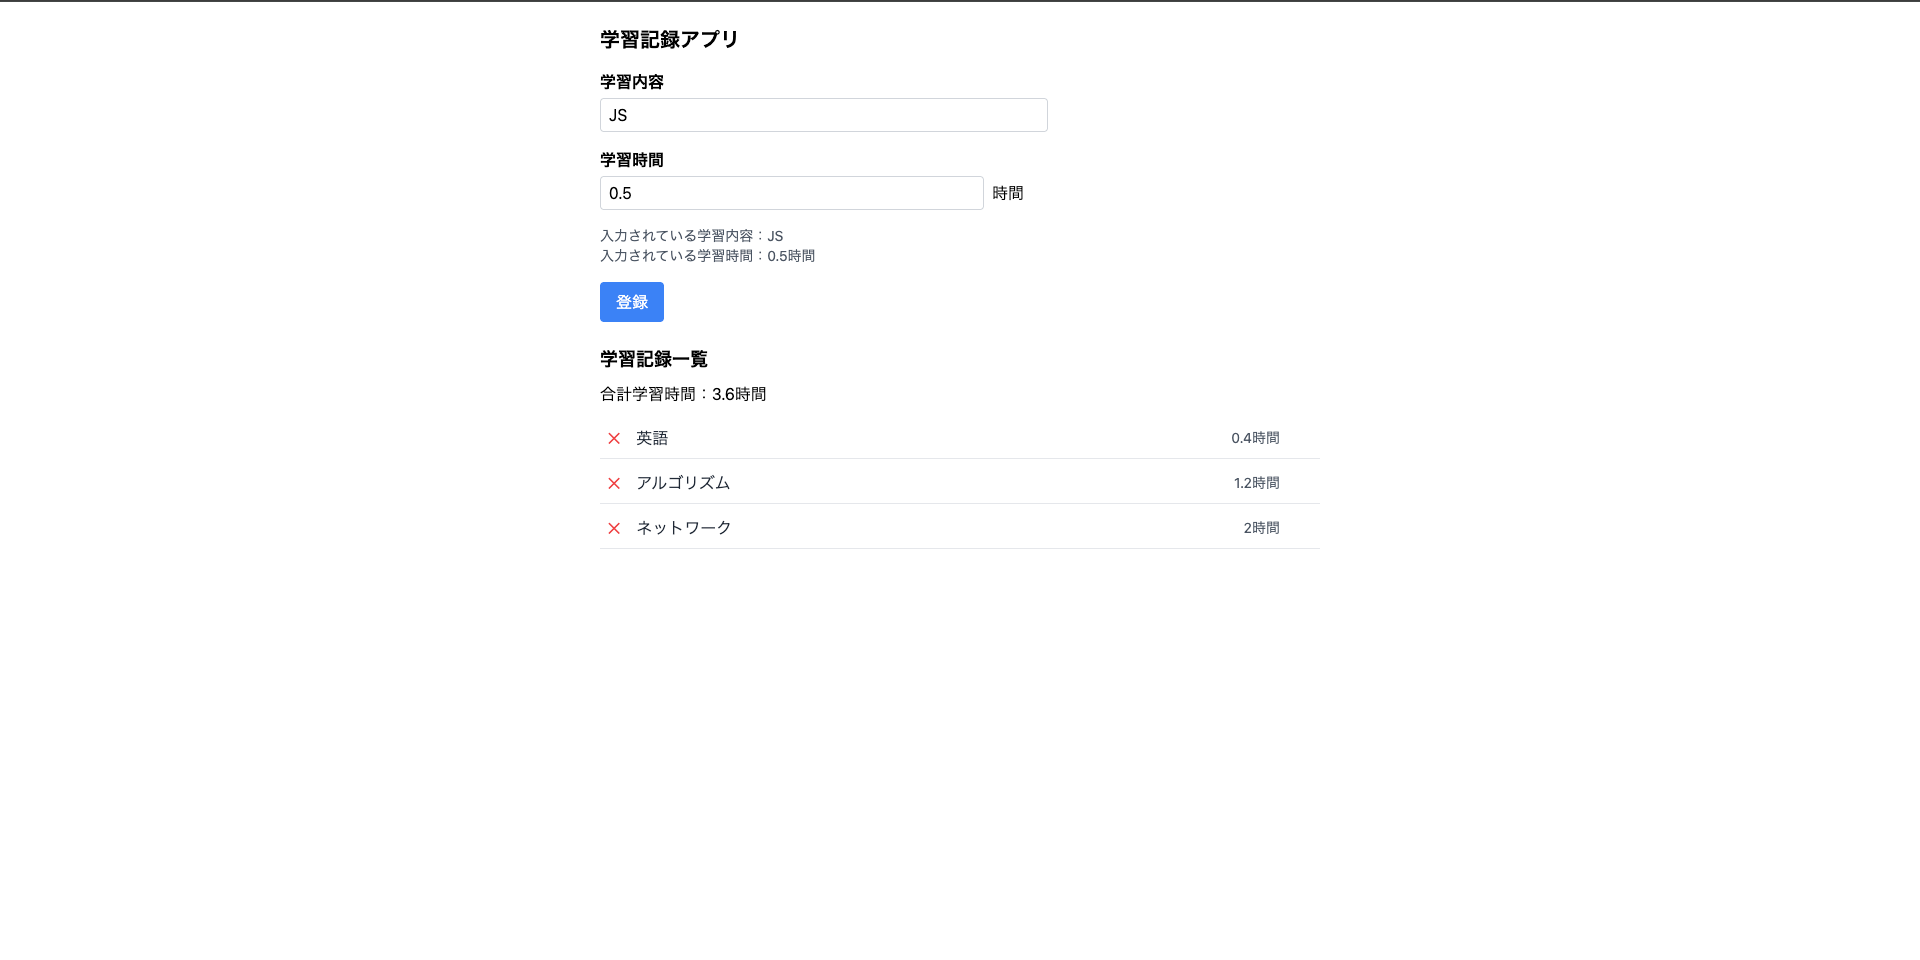 学習記録アプリ
学習内容
JS
学習時間
0.5 時間
入力されている学習内容：JS
入力されている学習時間：0.5時間
登録
学習記録一覧
合計学習時間：3.6時間
英語 0.4時間
アルゴリズム 1.2時間
ネットワーク 2時間